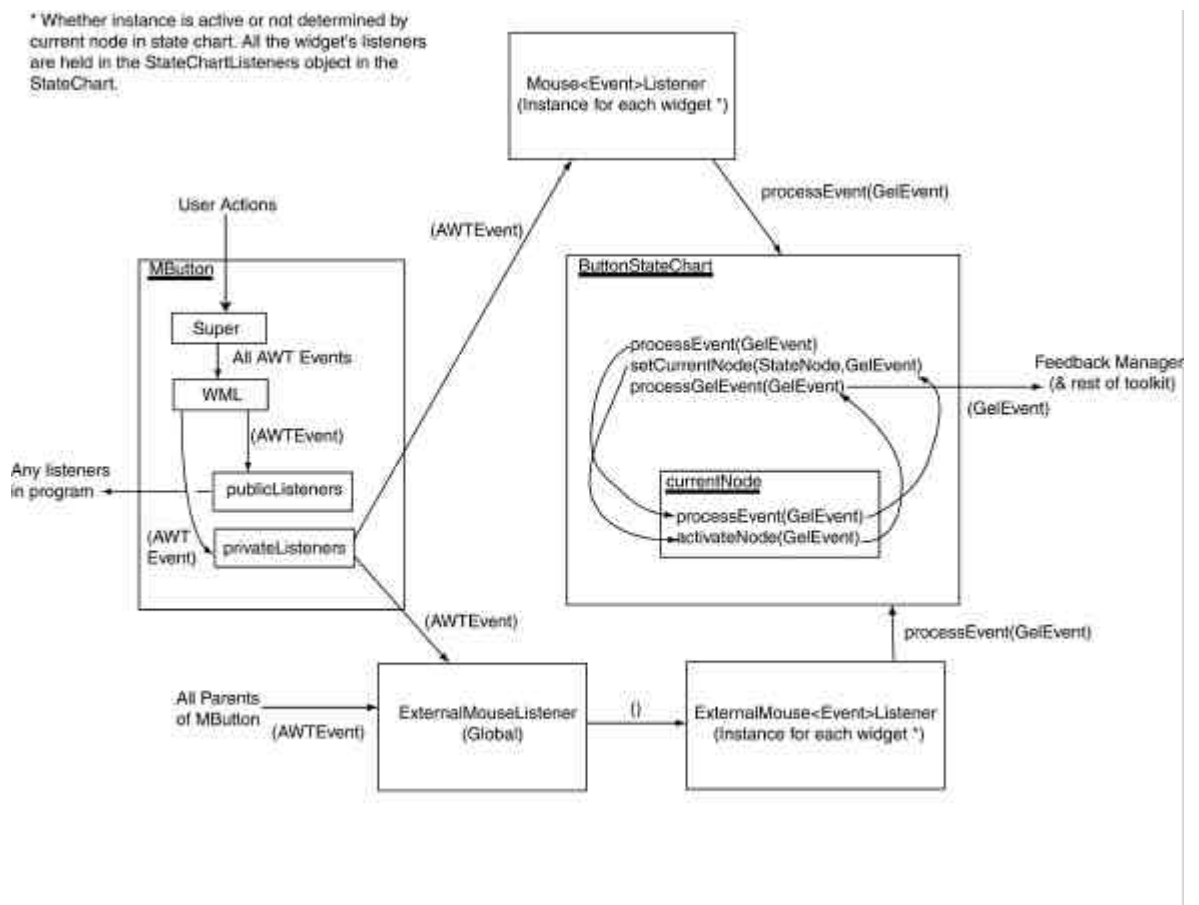 * Whether instance is active or not determined by
current node in state chart. All the widget's listeners
are held in the StateChartListeners object in the
StateChart.
Mouse<Event>Listener
(Instance for each widget *)
processEvent(GelEvent)
User Actions
(AWTEvent)
MButton
ButtonStateChart
Super
All AWT Events
WML
(AWTEvent)
processEvent(GelEvent)
setCurrentNode(StateNode,GelEvent)
processGelEvent(GelEvent)
Feedback Manager
(& rest of toolkit)
(GelEvent)
Any listeners
in program
publicListeners
currentNode
processEvent(GelEvent)
activateNode(GelEvent)
(AWT
Event)
privateListeners
(AWTEvent)
processEvent(GelEvent)
All Parents
of MButton
(AWTEvent)
ExternalMouseListener
(Global)
()
ExternalMouse<Event>Listener
(Instance for each widget *)